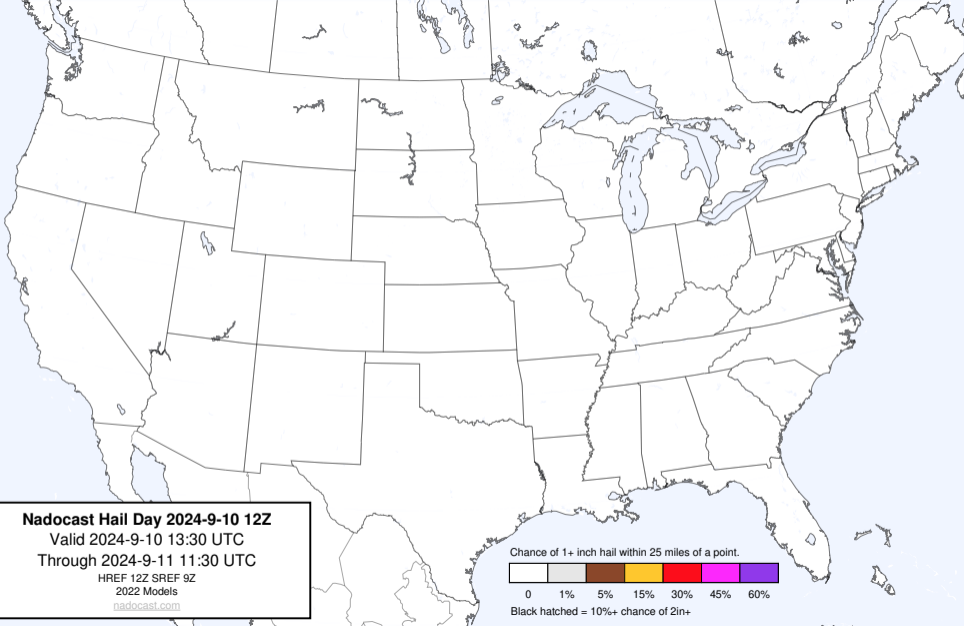 Nadocast Hail Day 2024-9-10 12Z
Valid 2024-9-10 13:30 UTC
Through 2024-9-11 11:30 UTC
HREF 12Z SREF 9Z
2022 Models
nadocast.com
Chance of 1+ inch hail within 25 miles of a point.
0 1% 5% 15% 30% 45% 60%
Black hatched = 10%+ chance of 2in+